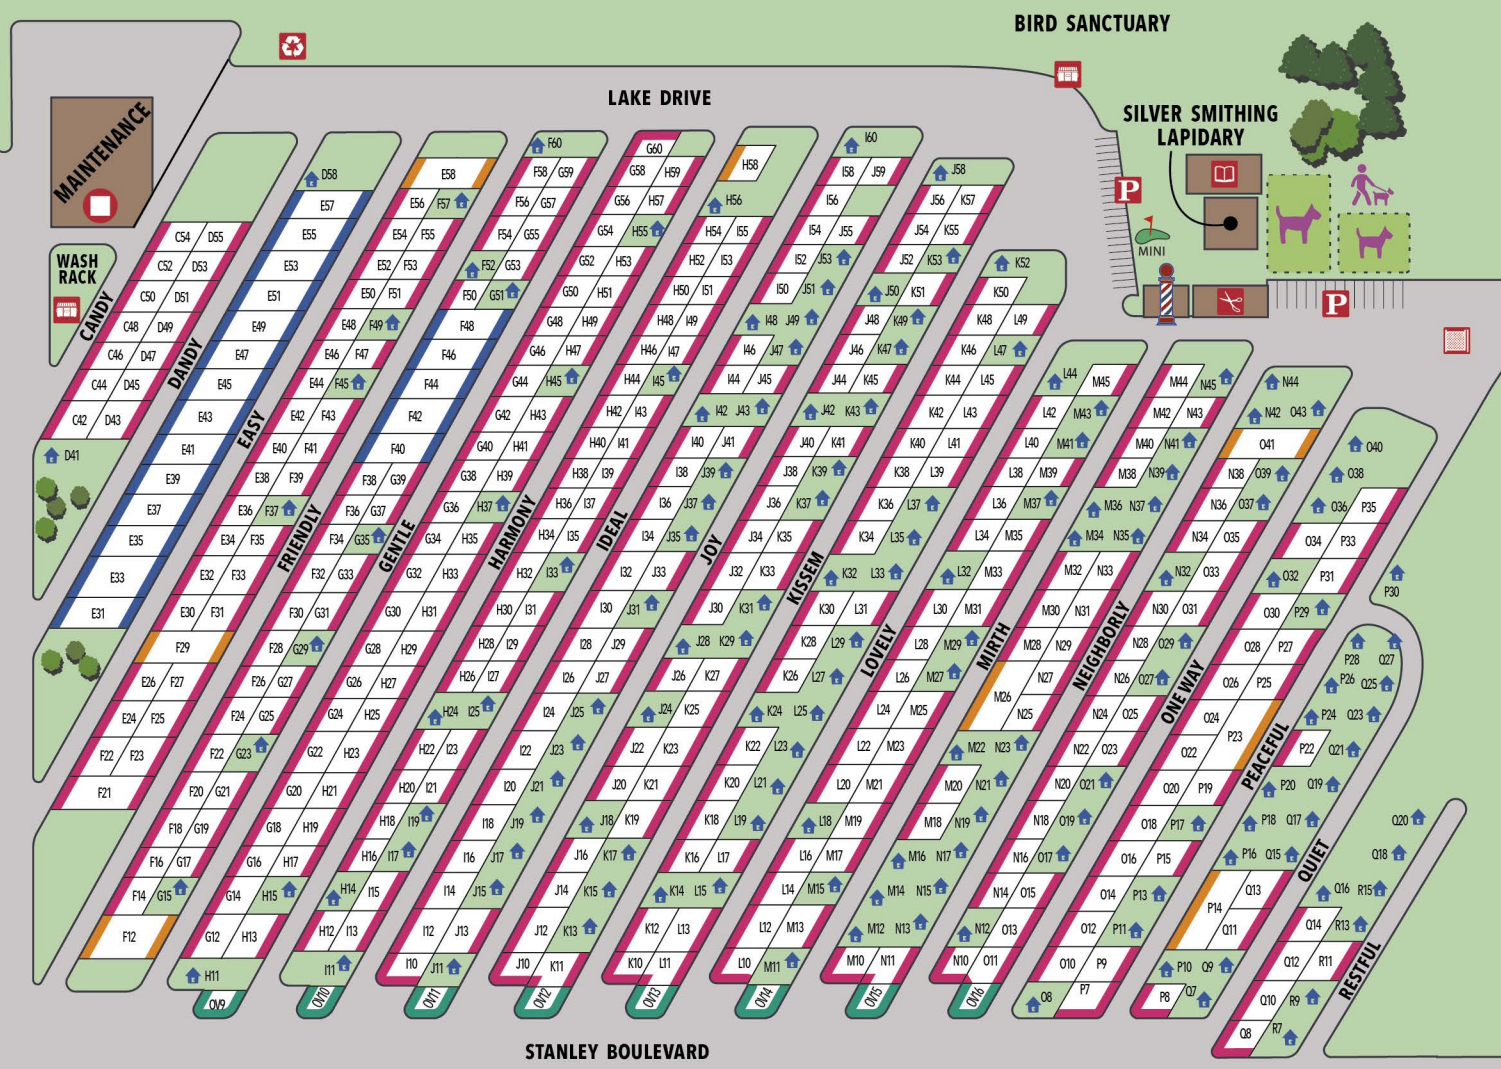 BIRD SANCTUARY
LAKE DRIVE
SILVER SMITHING
LAPIDARY
MAINTENANCE
WASH
RACK
P
MINI
P
CANDY
DANDY
EASY
FRIENDLY
GENTLE
HARMONY
IDEAL
JOY
KISSEM
LOVELY
MIRTH
NEIGHBORLY
ONE WAY
PEACEFUL
QUIET
RESTFUL
C54 D55
C52 D53
C50 D51
C48 D49
C46 D47
C44 D45
C42 D43
D41
D58
E57
E55
E53
E51
E49
E47
E45
E43
E41
E39
E37
E35
E33
E31
E58
E56 F57
E54 F55
E52 F53
E50 F51
E48 F49
E46 F47
E44 F45
E42 F43
E40 F41
E38 F39
E36 F37
E34 F35
E32 F33
E30 F31
F29
E26 F27
E24 F25
F22 F23
F21
F60
F58 G59
F56 G57
F54 G55
F52 G53
F50 G51
F48
F46
F44
F42
F40
F38 G39
F36 G37
F34 G35
F32 G33
F30 G31
F28 G29
F26 G27
F24 G25
F22 G23
F20 G21
F18 G19
F16 G17
F14 G15
F12
G60
G58 H59
G56 H57
G54 H55
G52 H53
G50 H51
G48 H49
G46 H47
G44 H45
G42 H43
G40 H41
G38 H39
G36 H37
G34 H35
G32 H33
G30 H31
G28 H29
G26 H27
G24 H25
G22 H23
G20 H21
G18 H19
G16 H17
G14 H15
G12 H13
H11
OV9
H58
H56
H54 I55
H52 I53
H50 I51
H48 I49
H46 I47
H44 I45
H42 I43
H40 I41
H38 I39
H36 I37
H34 I35
H32 I33
H30 I31
H28 I29
H26 I27
H24 I25
H22 I23
H20 I21
H18 I19
H16 I17
H14 I15
H12 I13
I11
OV10
I60
I58 J59
I56
I54 J55
I52 J53
I50 J51
I48 J49
I46 J47
I44 J45
I42 J43
I40 J41
I38 J39
I36 J37
I34 J35
I32 J33
I30 J31
I28 J29
I26 J27
I24 J25
I22 J23
I20 J21
I18 J19
I16 J17
I14 J15
I12 J13
I10 J11
OV11
J58
J56 K57
J54 K55
J52 K53
J50 K51
J48 K49
J46 K47
J44 K45
J42 K43
J40 K41
J38 K39
J36 K37
J34 K35
J32 K33
J30 K31
J28 K29
J26 K27
J24 K25
J22 K23
J20 K21
J18 K19
J16 K17
J14 K15
J12 K13
J10 K11
OV12
K52
K50
K48 L49
K46 L47
K44 L45
K42 L43
K40 L41
K38 L39
K36 L37
K34 L35
K32 L33
K30 L31
K28 L29
K26 L27
K24 L25
K22 L23
K20 L21
K18 L19
K16 L17
K14 L15
K12 L13
K10 L11
OV13
L44 M45
L42 M43
L40 M41
L38 M39
L36 M37
L34 M35
L32 M33
L30 M31
L28 M29
L26 M27
L24 M25
L22 M23
L20 M21
L18 M19
L16 M17
L14 M15
L12 M13
L10 M11
OV14
M44 N45
M42 N43
M40 N41
M38 N39
M36 N37
M34 N35
M32 N33
M30 N31
M28 N29
M26 N27
N25
M22 N23
M20 N21
M18 N19
M16 N17
M14 N15
M12 N13
M10 N11
OV15
N44
N42 O43
O41
N38 O39
N36 O37
N34 O35
N32 O33
N30 O31
N28 O29
N26 O27
N24 O25
N22 O23
N20 O21
N18 O19
N16 O17
N14 O15
N12 O13
N10 O11
OV16
O40
O38
O36 P35
O34 P33
O32 P31
O30 P29
O28 P27
O26 P25
O24 P23
O22
O20 P19
O18 P17
O16 P15
O14 P13
O12 P11
O10 P9
O8 P7
P30
P28 Q27
P26 Q25
P24 Q23
P22 Q21
P20 Q19
P18 Q17
P16 Q15
P14 Q13
Q11
P10 Q9
P8 Q7
Q20
Q18
Q16 R15
Q14 R13
Q12 R11
Q10 R9
Q8 R7
STANLEY BOULEVARD